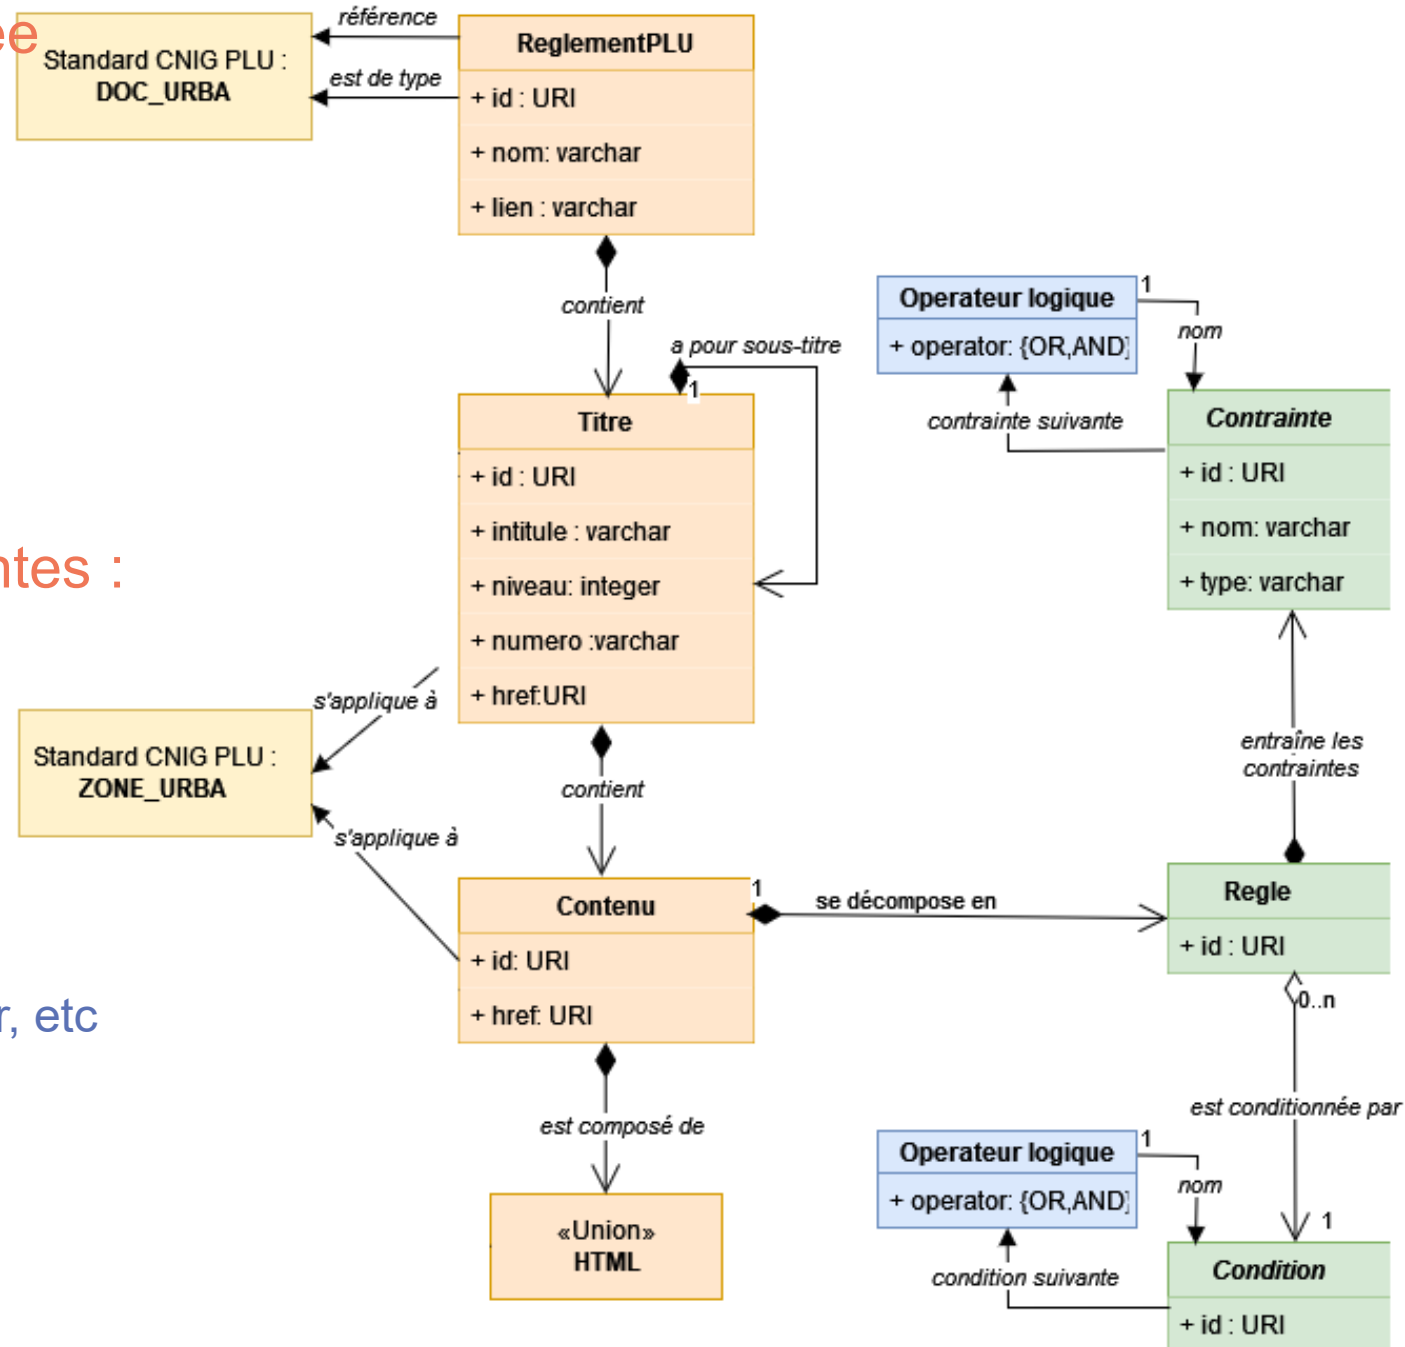 ée
Standard CNIG PLU :
DOC_URBA
référence
est de type
ReglementPLU
+ id : URI
+ nom: varchar
+ lien : varchar
contient
a pour sous-titre
1
Titre
+ id : URI
+ intitule : varchar
+ niveau: integer
+ numero :varchar
+ href:URI
ntes :
s'applique à
Standard CNIG PLU :
ZONE_URBA
s'applique à
contient
Contenu
+ id: URI
+ href: URI
1
se décompose en
r, etc
est composé de
«Union»
HTML
Operateur logique
+ operator: {OR,AND}
1
nom
contrainte suivante
Contrainte
+ id : URI
+ nom: varchar
+ type: varchar
entraîne les
contraintes
Regle
+ id : URI
0..n
est conditionnée par
1
Operateur logique
+ operator: {OR,AND}
1
nom
condition suivante
Condition
+ id : URI